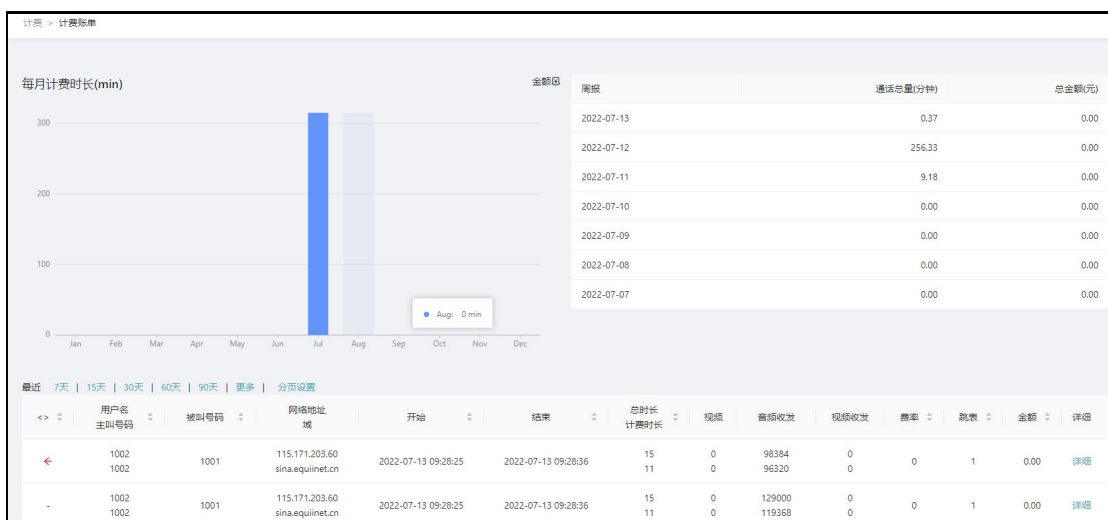 计费 > 计费账单
每月计费时长(min)
金额
300
200
100
0
Jan Feb Mar Apr May Jun Jul Aug Sep Oct Nov Dec
Aug: 0 min
周报 通话总量(分钟) 总金额(元)
2022-07-13 0.37 0.00
2022-07-12 256.33 0.00
2022-07-11 9.18 0.00
2022-07-10 0.00 0.00
2022-07-09 0.00 0.00
2022-07-08 0.00 0.00
2022-07-07 0.00 0.00
最近 7天 | 15天 | 30天 | 60天 | 90天 | 更多 | 分页设置
<> 用户名 被叫号码 网络地址 开始 结束 总时长 视频 音频收发 视频收发 费率 跳表 金额 详细
主叫号码 域 计费时长
1002 1001 115.171.203.60 2022-07-13 09:28:25 2022-07-13 09:28:36 15 0 98384 0 0 1 0.00 详细
1002 sina.equiinet.cn 11 0 96320 0
- 1002 1001 115.171.203.60 2022-07-13 09:28:25 2022-07-13 09:28:36 15 0 129000 0 0 1 0.00 详细
1002 sina.equiinet.cn 11 0 119368 0